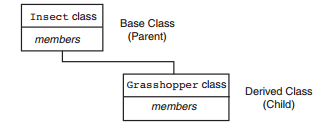 Insect class
members
Base Class
(Parent)
Grasshopper class
members
Derived Class
(Child)